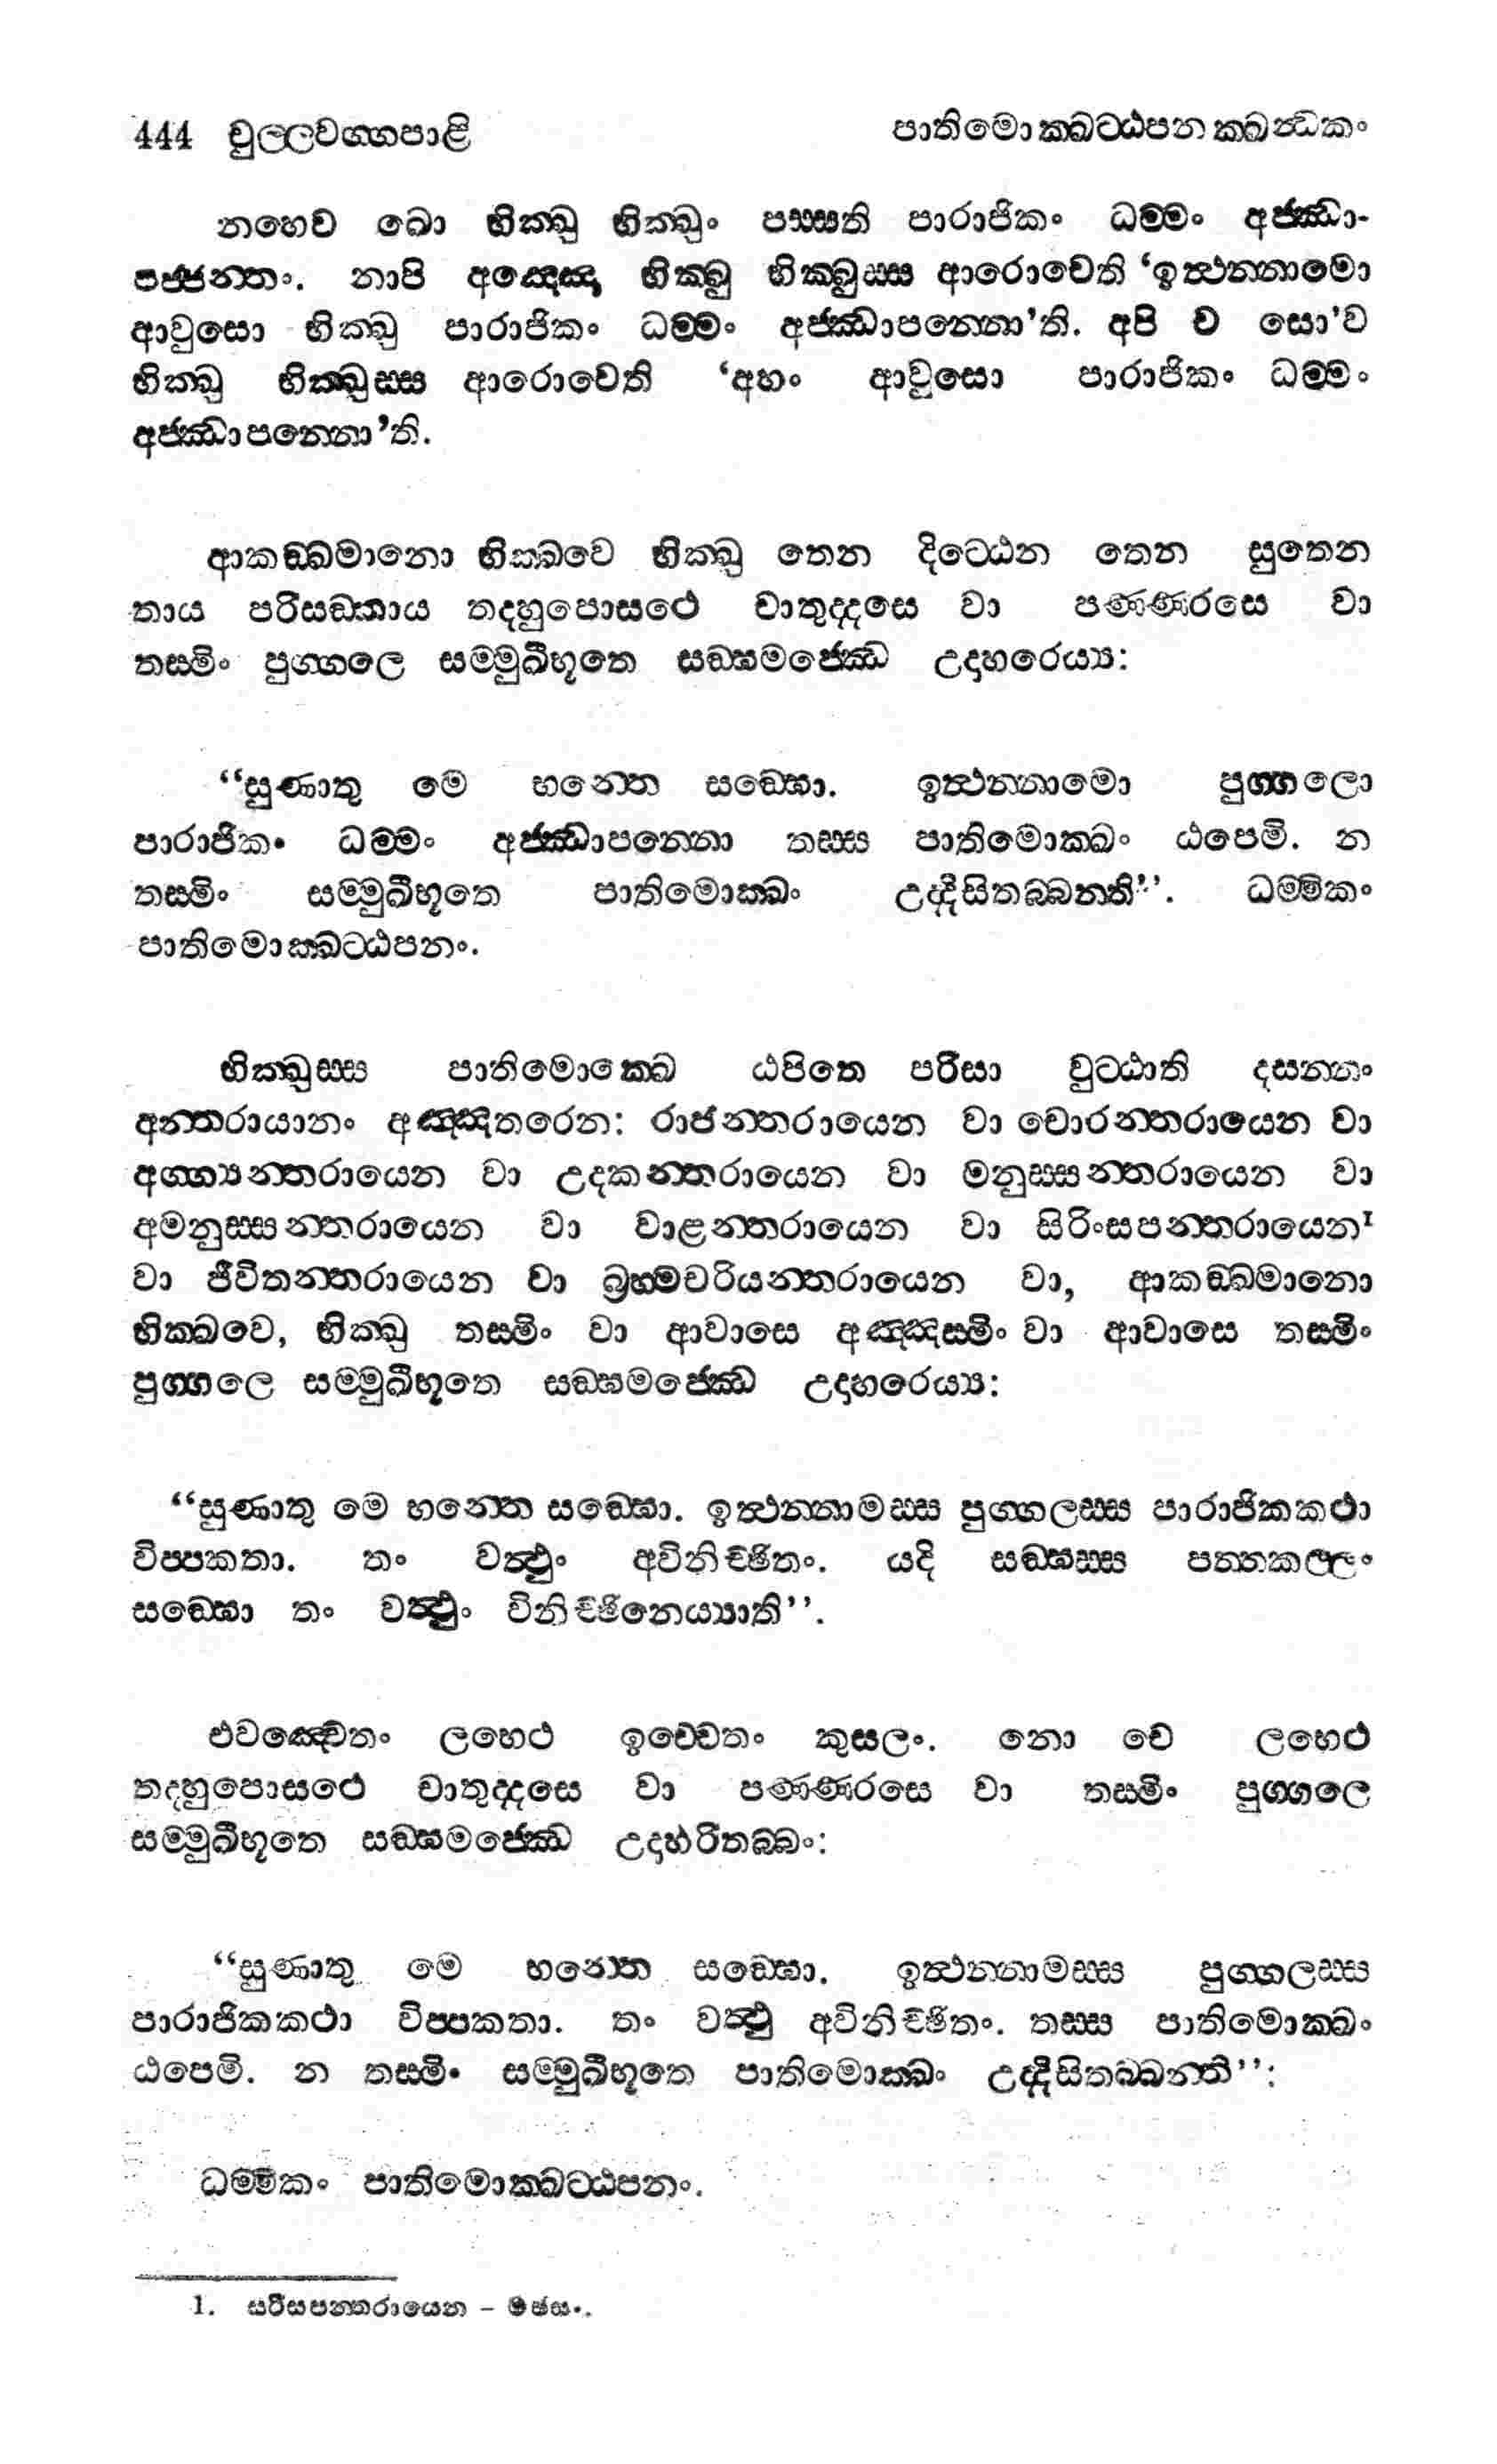 444 චුල්ලවග්ගපාළි
පාතිමොක්ඛට්ඨපනක්ඛන්ධකං
නහෙව ඛො භික්ඛු භික්ඛුං පස්සති පාරාජිකං ධම්මං අජ්ඣා-
පජ්ජන්තං. නාපි අඤ්ඤො භික්ඛු භික්ඛුස්ස ආරොචෙති ‘ඉත්ථන්නාමො
ආවුසො භික්ඛු පාරාජිකං ධම්මං අජ්ඣාපන්නො’ති. අපි ච සො’ව
භික්ඛු භික්ඛුස්ස ආරොචෙති ‘අහං ආවුසො පාරාජිකං ධම්මං
අජ්ඣාපන්නො’ති.
ආකඞ්ඛමානො භික්ඛවෙ භික්ඛු තෙන දිට්ඨෙන තෙන සුතෙන
තාය පරිසඞ්කාය තදහුපොසථෙ චාතුද්දසෙ වා පණ්ණරසෙ වා
තස්මිං පුග්ගලෙ සම්මුඛීභූතෙ සඞ්ඝමජ්ඣෙ උදාහරෙය්‍ය:
‘‘සුණාතු මෙ භන්තෙ සඞ්ඝො. ඉත්ථන්නාමො පුග්ගලො
පාරාජිකං ධම්මං අජ්ඣාපන්නො තස්ස පාතිමොක්ඛං ඨපෙමි. න
තස්මිං සම්මුඛීභූතෙ පාතිමොක්ඛං උද්දිසිතබ්බන්ති’’. ධම්මිකං
පාතිමොක්ඛට්ඨපනං.
භික්ඛුස්ස පාතිමොක්ඛෙ ඨපිතෙ පරිසා වුට්ඨාති දසන්නං
අන්තරායානං අඤ්ඤතරෙන: රාජන්තරායෙන වා චොරන්තරායෙන වා
අග්ග්‍යන්තරායෙන වා උදකන්තරායෙන වා මනුස්සන්තරායෙන වා
අමනුස්සන්තරායෙන වා වාළන්තරායෙන වා සිරිංසපන්තරායෙන¹
වා ජීවිතන්තරායෙන වා බ්‍රහ්මචරියන්තරායෙන වා, ආකඞ්ඛමානො
භික්ඛවෙ, භික්ඛු තස්මිං වා ආවාසෙ අඤ්ඤස්මිං වා ආවාසෙ තස්මිං
පුග්ගලෙ සම්මුඛීභූතෙ සඞ්ඝමජ්ඣෙ උදාහරෙය්‍ය:
‘‘සුණාතු මෙ භන්තෙ සඞ්ඝො. ඉත්ථන්නාමස්ස පුග්ගලස්ස පාරාජිකකථා
විප්පකතා. තං වත්ථුං අවිනිච්ඡිතං. යදි සඞ්ඝස්ස පත්තකල්ලං
සඞ්ඝො තං වත්ථුං විනිච්ඡිනෙය්‍යාති’’.
එවඤ්චෙතං ලභෙථ ඉච්චෙතං කුසලං. නො චෙ ලභෙථ
තදහුපොසථෙ චාතුද්දසෙ වා පණ්ණරසෙ වා තස්මිං පුග්ගලෙ
සම්මුඛීභූතෙ සඞ්ඝමජ්ඣෙ උදාහරිතබ්බං:
‘‘සුණාතු මෙ භන්තෙ සඞ්ඝො. ඉත්ථන්නාමස්ස පුග්ගලස්ස
පාරාජිකකථා විප්පකතා. තං වත්ථු අවිනිච්ඡිතං. තස්ස පාතිමොක්ඛං
ඨපෙමි. න තස්මිං සම්මුඛීභූතෙ පාතිමොක්ඛං උද්දිසිතබ්බන්ති’’:
ධම්මිකං පාතිමොක්ඛට්ඨපනං.
1. සරීසපන්තරායෙන – මජසං.